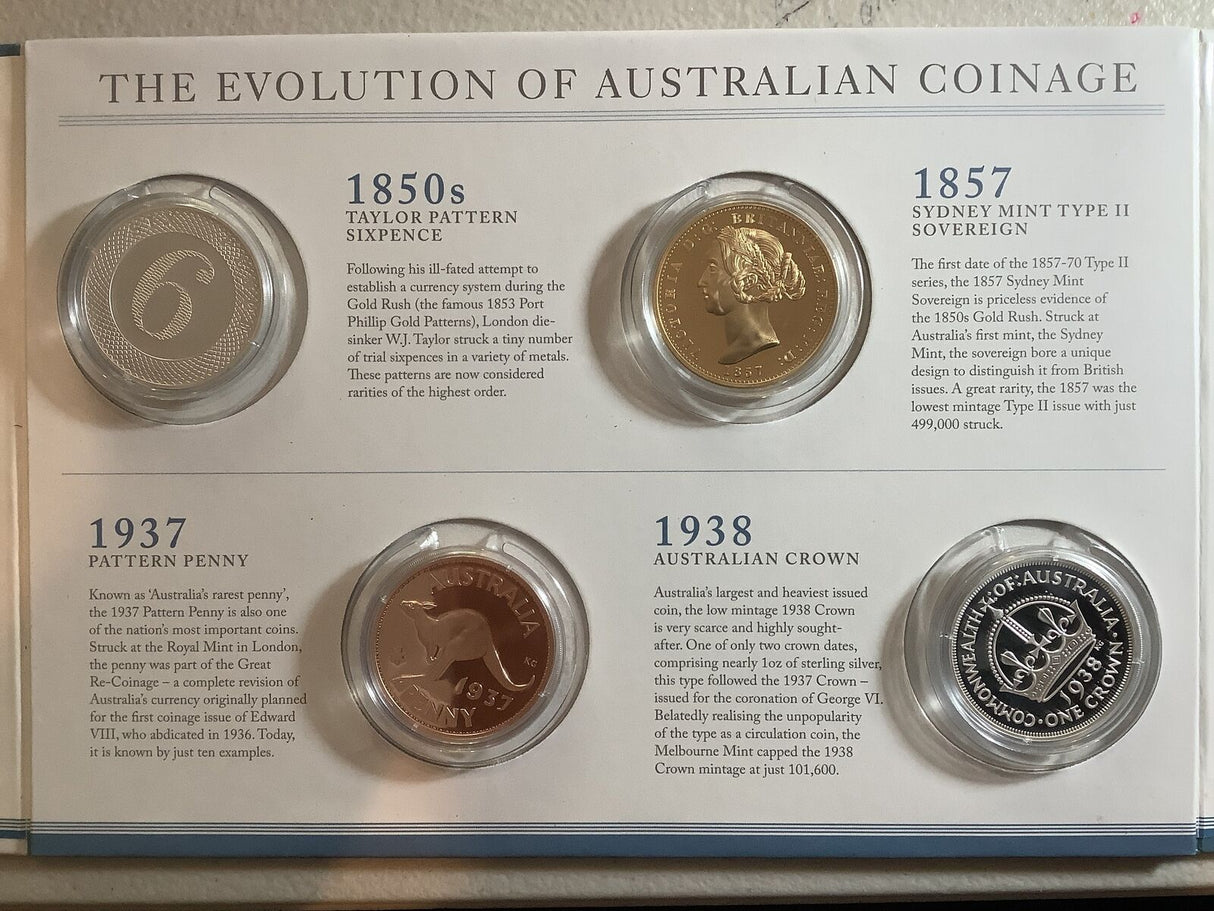 THE EVOLUTION OF AUSTRALIAN COINAGE
6
1850s
TAYLOR PATTERN
SIXPENCE
Following his ill-fated attempt to
establish a currency system during the
Gold Rush (the famous 1853 Port
Phillip Gold Patterns), London die-
sinker W.J. Taylor struck a tiny number
of trial sixpences in a variety of metals.
These patterns are now considered
rarities of the highest order.
VICTORIA D:G: BRITANNIAR: REGINA F:D:
1857
1857
SYDNEY MINT TYPE II
SOVEREIGN
The first date of the 1857-70 Type II
series, the 1857 Sydney Mint
Sovereign is priceless evidence of
the 1850s Gold Rush. Struck at
Australia's first mint, the Sydney
Mint, the sovereign bore a unique
design to distinguish it from British
issues. A great rarity, the 1857 was the
lowest mintage Type II issue with just
499,000 struck.
1937
PATTERN PENNY
Known as ‘Australia's rarest penny’,
the 1937 Pattern Penny is also one
of the nation's most important coins.
Struck at the Royal Mint in London,
the penny was part of the Great
Re-Coinage – a complete revision of
Australia's currency originally planned
for the first coinage issue of Edward
VIII, who abdicated in 1936. Today,
it is known by just ten examples.
AUSTRALIA
KG
1937
PENNY
1938
AUSTRALIAN CROWN
Australia's largest and heaviest issued
coin, the low mintage 1938 Crown
is very scarce and highly sought-
after. One of only two crown dates,
comprising nearly 1oz of sterling silver,
this type followed the 1937 Crown –
issued for the coronation of George VI.
Belatedly realising the unpopularity
of the type as a circulation coin, the
Melbourne Mint capped the 1938
Crown mintage at just 101,600.
COMMONWEALTH·OF·AUSTRALIA·
1938
KG
·ONE CROWN·